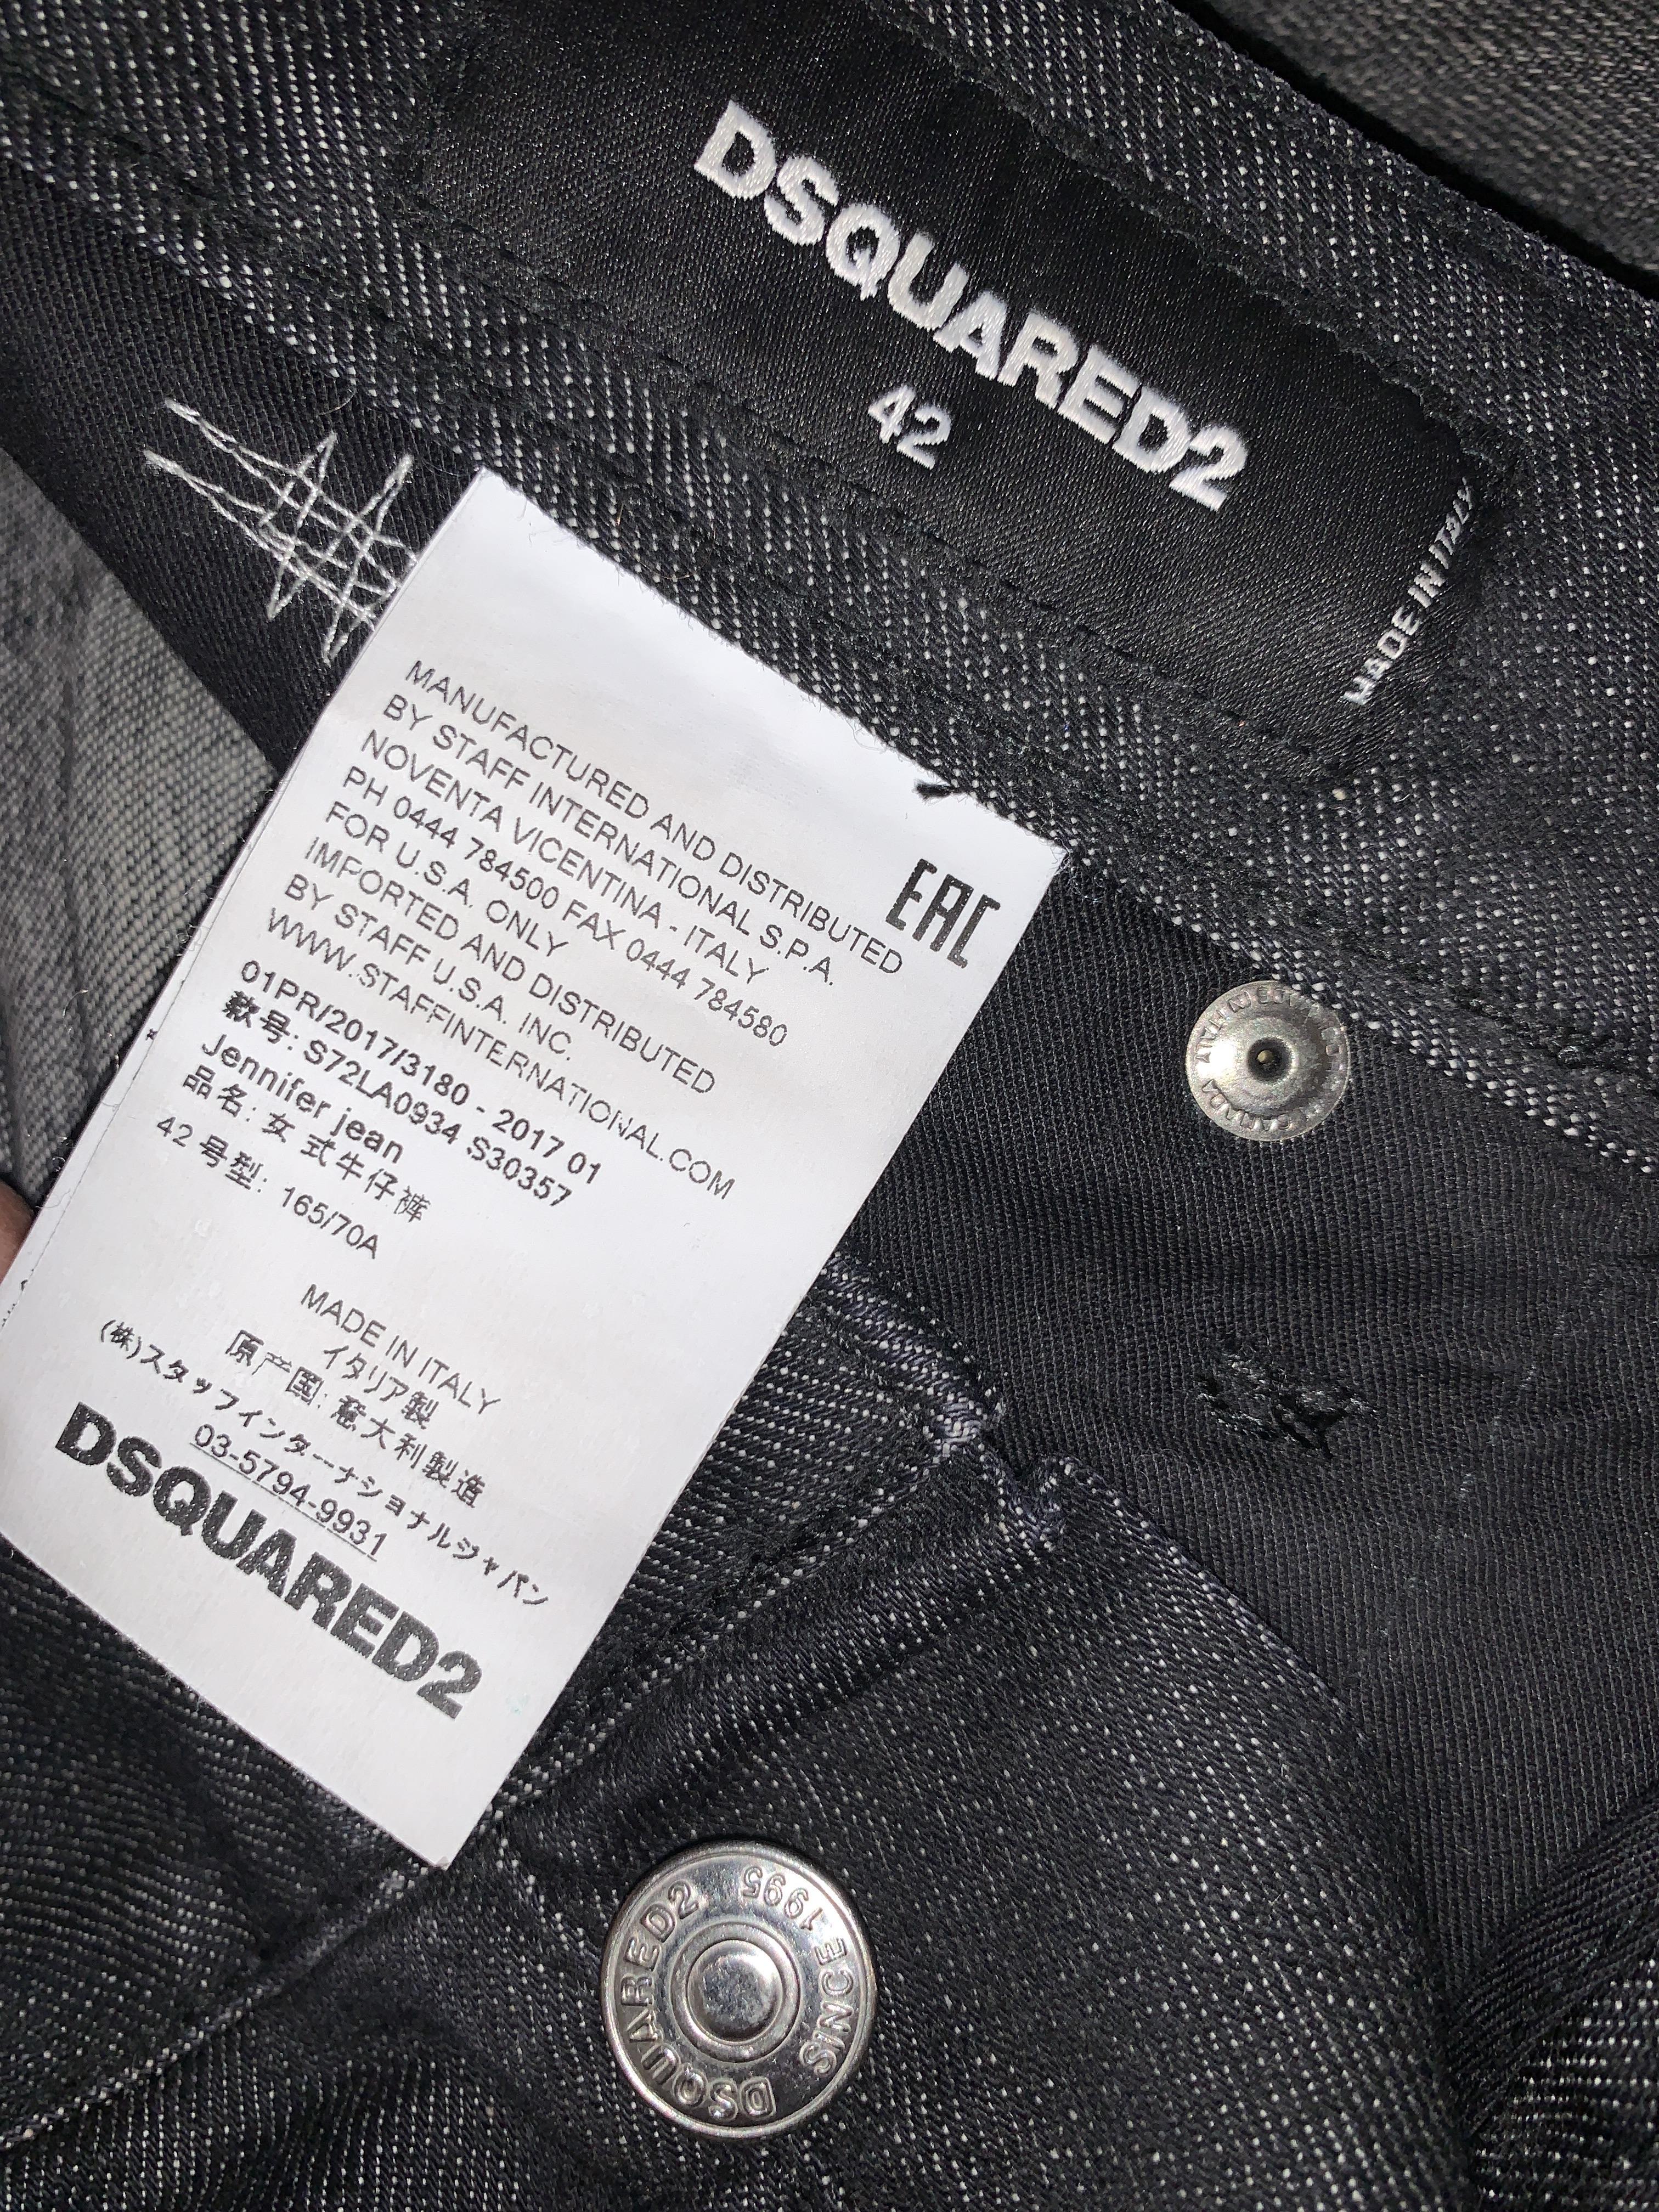 DSQUARED2
42
MADE IN ITALY
EAC
MANUFACTURED AND DISTRIBUTED
BY STAFF INTERNATIONAL S.P.A.
NOVENTA VICENTINA - ITALY
PH 0444 784500 FAX 0444 784580
FOR U.S.A. ONLY
IMPORTED AND DISTRIBUTED
BY STAFF U.S.A. INC.
WWW.STAFFINTERNATIONAL.COM
01PR/2017/3180 - 2017 01
款号: S72LA0934 S30357
Jennifer jean
品名: 女式牛仔裤
42 号型: 165/70A
MADE IN ITALY
イタリア製
原产国: 意大利製造
(株)スタッフインターナショナルジャパン
03-5794-9931
DSQUARED2
DSQUARED2 SINCE 1995